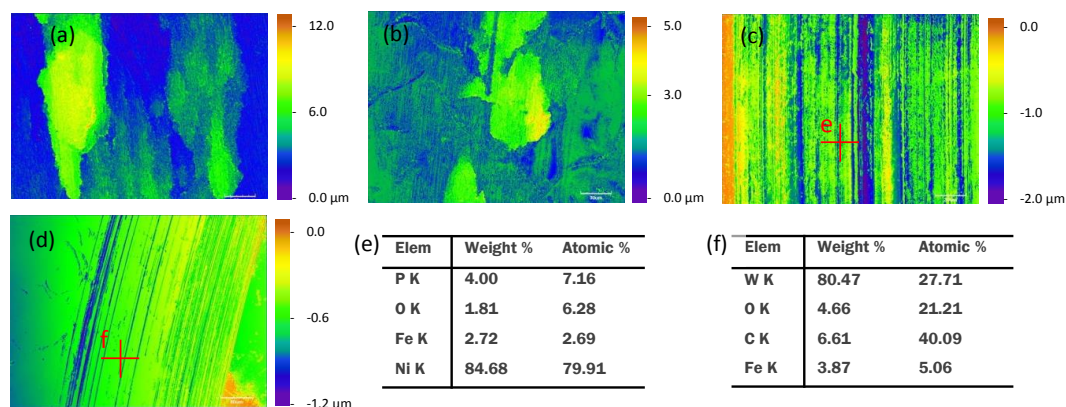 (a)
12.0
6.0
0.0 µm
(b)
5.0
3.0
0.0 µm
(c)
e
0.0
-1.0
-2.0 µm
(d)
f
0.0
-0.6
-1.2 µm
(e)
Elem Weight % Atomic %
P K 4.00 7.16
O K 1.81 6.28
Fe K 2.72 2.69
Ni K 84.68 79.91
(f)
Elem Weight % Atomic %
W K 80.47 27.71
O K 4.66 21.21
C K 6.61 40.09
Fe K 3.87 5.06